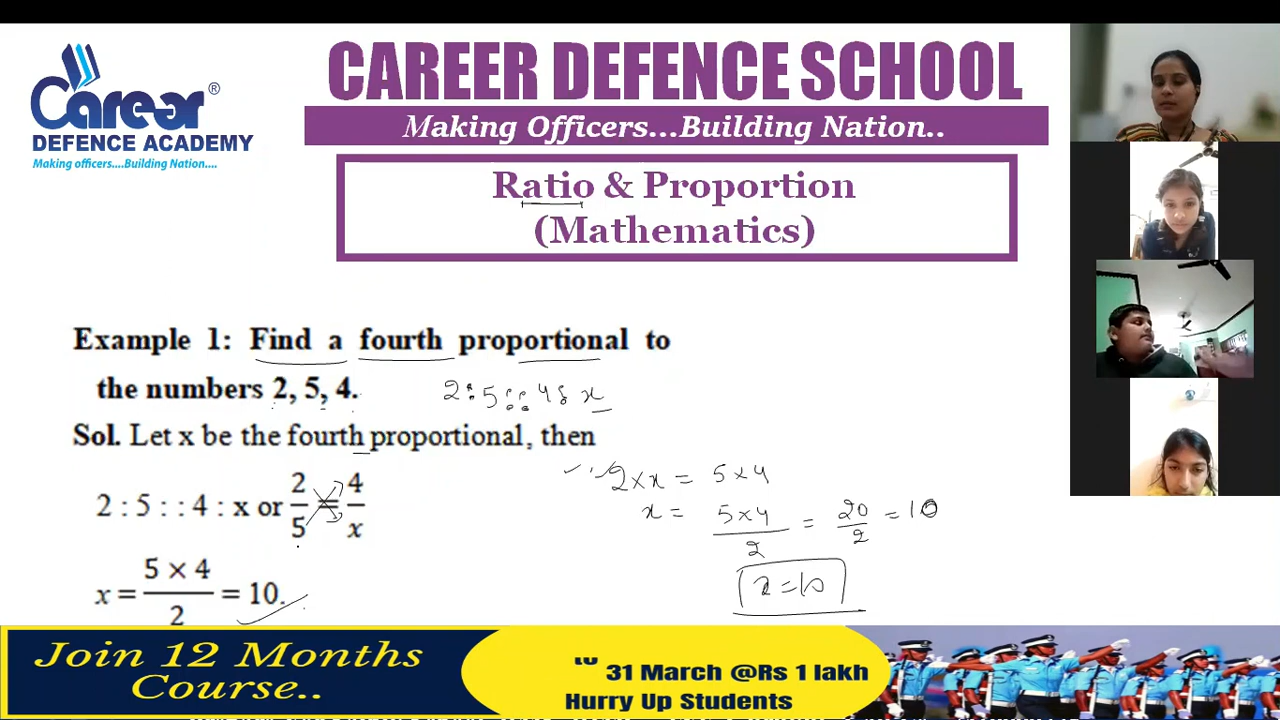 Career ®
DEFENCE ACADEMY
Making officers....Building Nation....
CAREER DEFENCE SCHOOL
Making Officers...Building Nation..
Ratio & Proportion
(Mathematics)
Example 1: Find a fourth proportional to
the numbers 2, 5, 4.
2 : 5 :: 4 : x
Sol. Let x be the fourth proportional, then
2 : 5 : : 4 : x or 2/5 = 4/x
x = 5 × 4 / 2 = 10.
2 × x = 5 × 4
x = 5 × 4 / 2 = 20/2 = 10
x = 10
Join 12 Months
Course..
31 March @Rs 1 lakh
Hurry Up Students